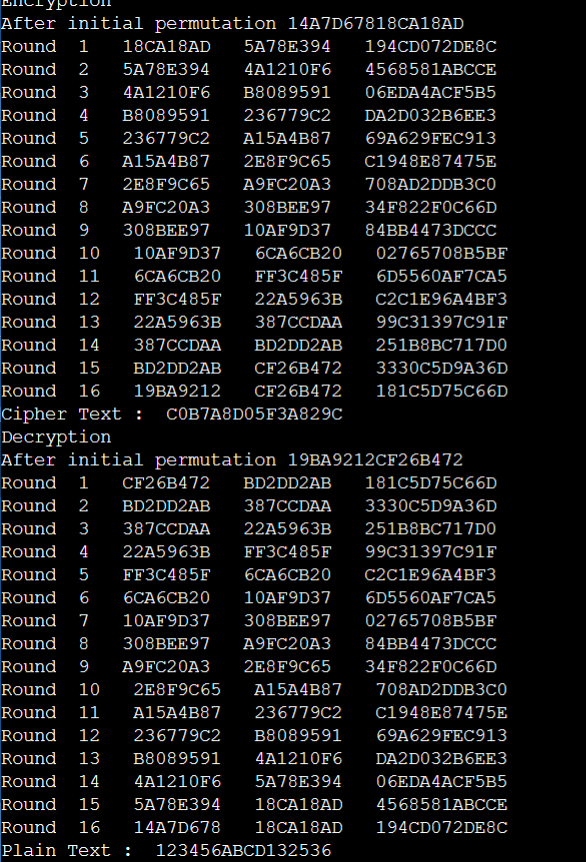 Encryption
After initial permutation 14A7D67818CA18AD
Round 1 18CA18AD 5A78E394 194CD072DE8C
Round 2 5A78E394 4A1210F6 4568581ABCCE
Round 3 4A1210F6 B8089591 06EDA4ACF5B5
Round 4 B8089591 236779C2 DA2D032B6EE3
Round 5 236779C2 A15A4B87 69A629FEC913
Round 6 A15A4B87 2E8F9C65 C1948E87475E
Round 7 2E8F9C65 A9FC20A3 708AD2DDB3C0
Round 8 A9FC20A3 308BEE97 34F822F0C66D
Round 9 308BEE97 10AF9D37 84BB4473DCCC
Round 10 10AF9D37 6CA6CB20 02765708B5BF
Round 11 6CA6CB20 FF3C485F 6D5560AF7CA5
Round 12 FF3C485F 22A5963B C2C1E96A4BF3
Round 13 22A5963B 387CCDAA 99C31397C91F
Round 14 387CCDAA BD2DD2AB 251B8BC717D0
Round 15 BD2DD2AB CF26B472 3330C5D9A36D
Round 16 19BA9212 CF26B472 181C5D75C66D
Cipher Text : C0B7A8D05F3A829C
Decryption
After initial permutation 19BA9212CF26B472
Round 1 CF26B472 BD2DD2AB 181C5D75C66D
Round 2 BD2DD2AB 387CCDAA 3330C5D9A36D
Round 3 387CCDAA 22A5963B 251B8BC717D0
Round 4 22A5963B FF3C485F 99C31397C91F
Round 5 FF3C485F 6CA6CB20 C2C1E96A4BF3
Round 6 6CA6CB20 10AF9D37 6D5560AF7CA5
Round 7 10AF9D37 308BEE97 02765708B5BF
Round 8 308BEE97 A9FC20A3 84BB4473DCCC
Round 9 A9FC20A3 2E8F9C65 34F822F0C66D
Round 10 2E8F9C65 A15A4B87 708AD2DDB3C0
Round 11 A15A4B87 236779C2 C1948E87475E
Round 12 236779C2 B8089591 69A629FEC913
Round 13 B8089591 4A1210F6 DA2D032B6EE3
Round 14 4A1210F6 5A78E394 06EDA4ACF5B5
Round 15 5A78E394 18CA18AD 4568581ABCCE
Round 16 14A7D678 18CA18AD 194CD072DE8C
Plain Text : 123456ABCD132536